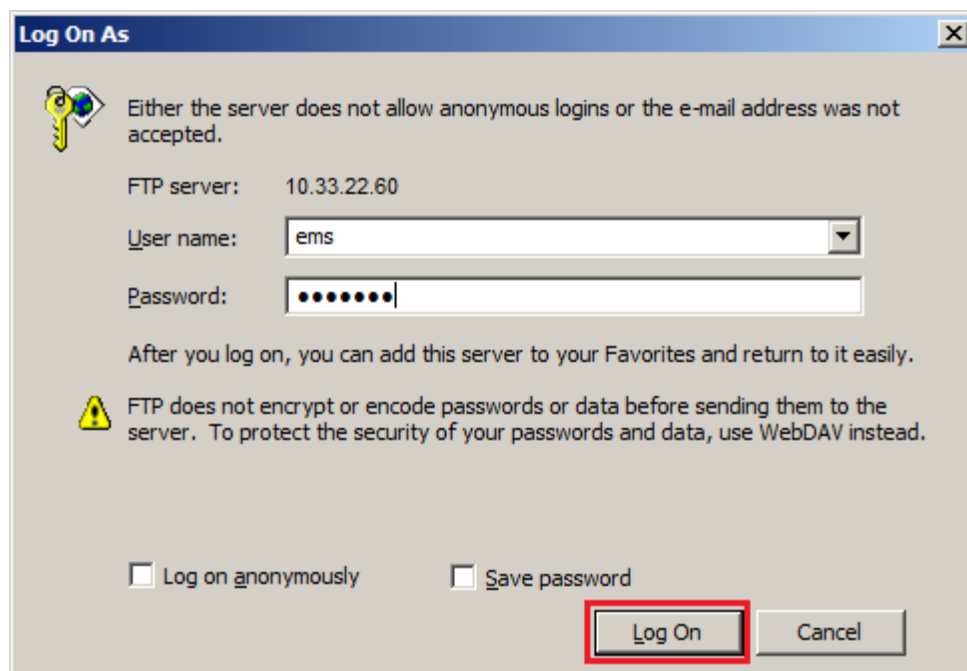 Log On As
Either the server does not allow anonymous logins or the e-mail address was not
accepted.
FTP server: 10.33.22.60
User name: ems
Password: ●●●●●●●
After you log on, you can add this server to your Favorites and return to it easily.
FTP does not encrypt or encode passwords or data before sending them to the
server. To protect the security of your passwords and data, use WebDAV instead.
Log on anonymously Save password
Log On Cancel